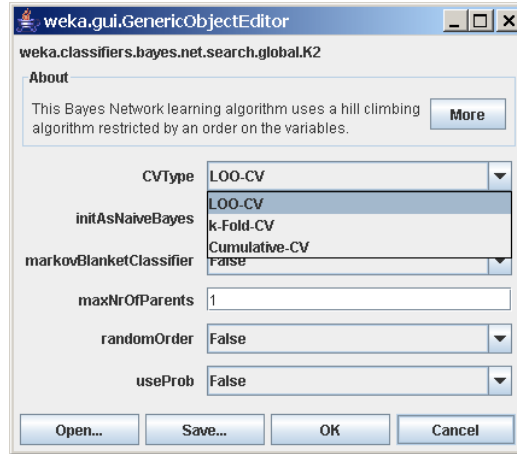 weka.gui.GenericObjectEditor
weka.classifiers.bayes.net.search.global.K2
About
This Bayes Network learning algorithm uses a hill climbing
algorithm restricted by an order on the variables.
More
CVType LOO-CV
LOO-CV
initAsNaiveBayes k-Fold-CV
Cumulative-CV
markovBlanketClassifier False
maxNrOfParents 1
randomOrder False
useProb False
Open... Save... OK Cancel